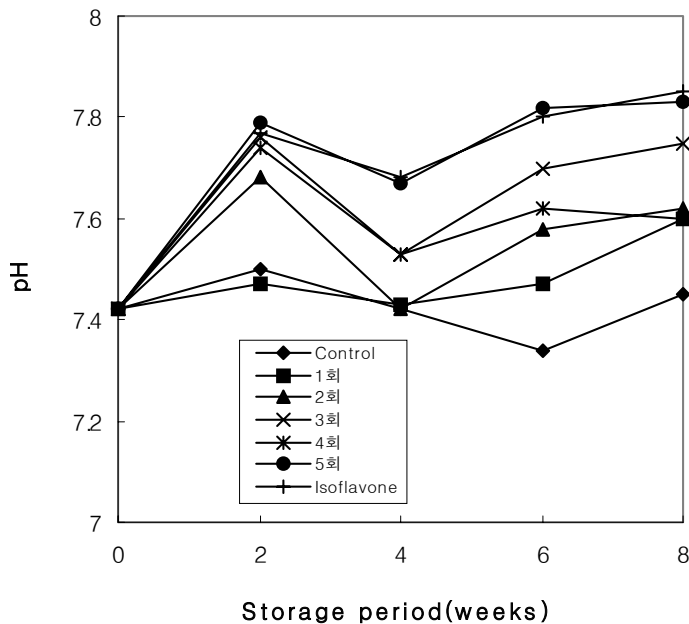 8
7.8
7.6
7.4
7.2
7
pH
Control
1회
2회
3회
4회
5회
Isoflavone
0 2 4 6 8
Storage period(weeks)